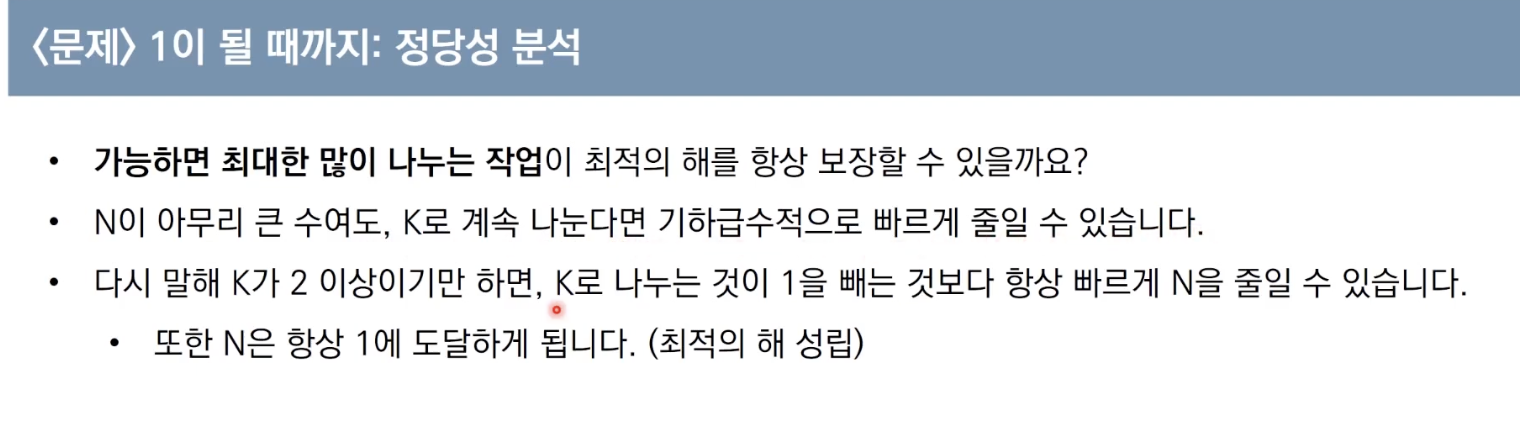 〈문제〉 1이 될 때까지: 정당성 분석
• 가능하면 최대한 많이 나누는 작업이 최적의 해를 항상 보장할 수 있을까요?
• N이 아무리 큰 수여도, K로 계속 나눈다면 기하급수적으로 빠르게 줄일 수 있습니다.
• 다시 말해 K가 2 이상이기만 하면, K로 나누는 것이 1을 빼는 것보다 항상 빠르게 N을 줄일 수 있습니다.
• 또한 N은 항상 1에 도달하게 됩니다. (최적의 해 성립)